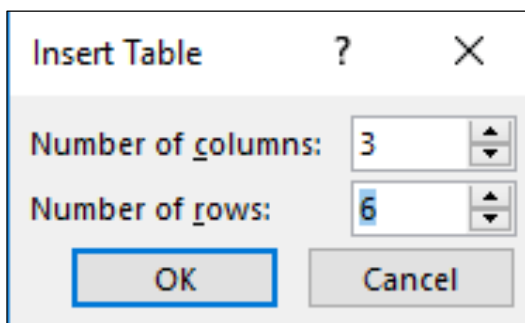 Insert Table ?
Number of columns: 3
Number of rows: 6
OK Cancel